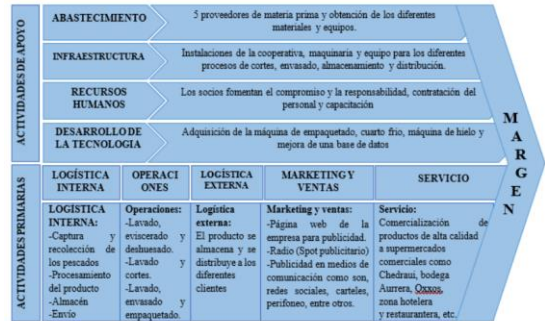 ACTIVIDADES DE APOYO
ABASTECIMIENTO
5 proveedores de materia prima y obtención de los diferentes
materiales y equipos.
INFRAESTRUCTURA
Instalaciones de la cooperativa, maquinaria y equipo para los diferentes
procesos de cortes, envasado, almacenamiento y distribución.
RECURSOS
HUMANOS
Los socios fomentan el compromiso y la responsabilidad, contratación del
personal y capacitación
DESARROLLO DE
LA TECNOLOGIA
Adquisición de la máquina de empaquetado, cuarto frio, máquina de hielo y
mejora de una base de datos
MARGEN
ACTIVIDADES PRIMARIAS
LOGÍSTICA
INTERNA
OPERACI
ONES
LOGÍSTICA
EXTERNA
MARKETING Y
VENTAS
SERVICIO
LOGÍSTICA
INTERNA:
-Captura y
recolección de
los pescados
-Procesamiento
del producto
-Almacén
-Envío
Operaciones:
-Lavado,
eviscerado y
deshuesado.
-Lavado y
cortes.
-Lavado,
envasado y
empaquetado.
Logística
externa:
El producto se
almacena y se
distribuye a los
diferentes
clientes
Marketing y ventas:
-Página web de la
empresa para publicidad.
-Radio (Spot publicitario)
-Publicidad en medios de
comunicación como son,
redes sociales, carteles,
perifoneo, entre otros.
Servicio:
Comercialización de
productos de alta calidad
a supermercados
comerciales como
Chedraui, bodega
Aurrera, Oxxos,
zona hotelera
y restaurantera, etc.